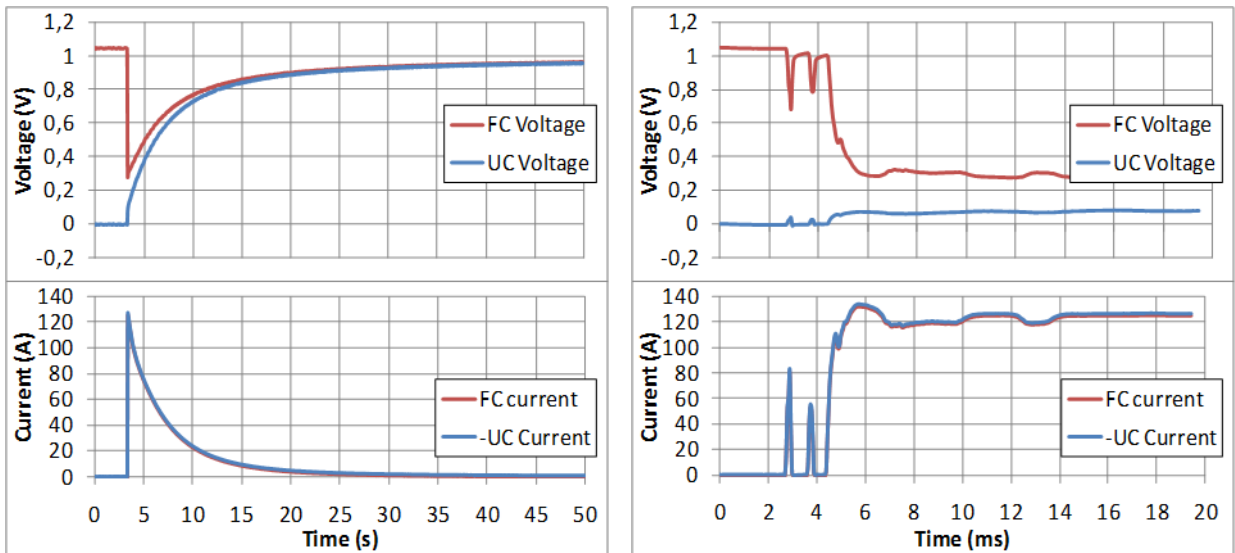 1,2
1
0,8
0,6
0,4
0,2
0
-0,2
Voltage (V)
FC Voltage
UC Voltage
140
120
100
80
60
40
20
0
Current (A)
FC current
-UC Current
0 5 10 15 20 25 30 35 40 45 50
Time (s)
1,2
1
0,8
0,6
0,4
0,2
0
-0,2
Voltage (V)
FC Voltage
UC Voltage
140
120
100
80
60
40
20
0
Current (A)
FC current
-UC Current
0 2 4 6 8 10 12 14 16 18 20
Time (ms)